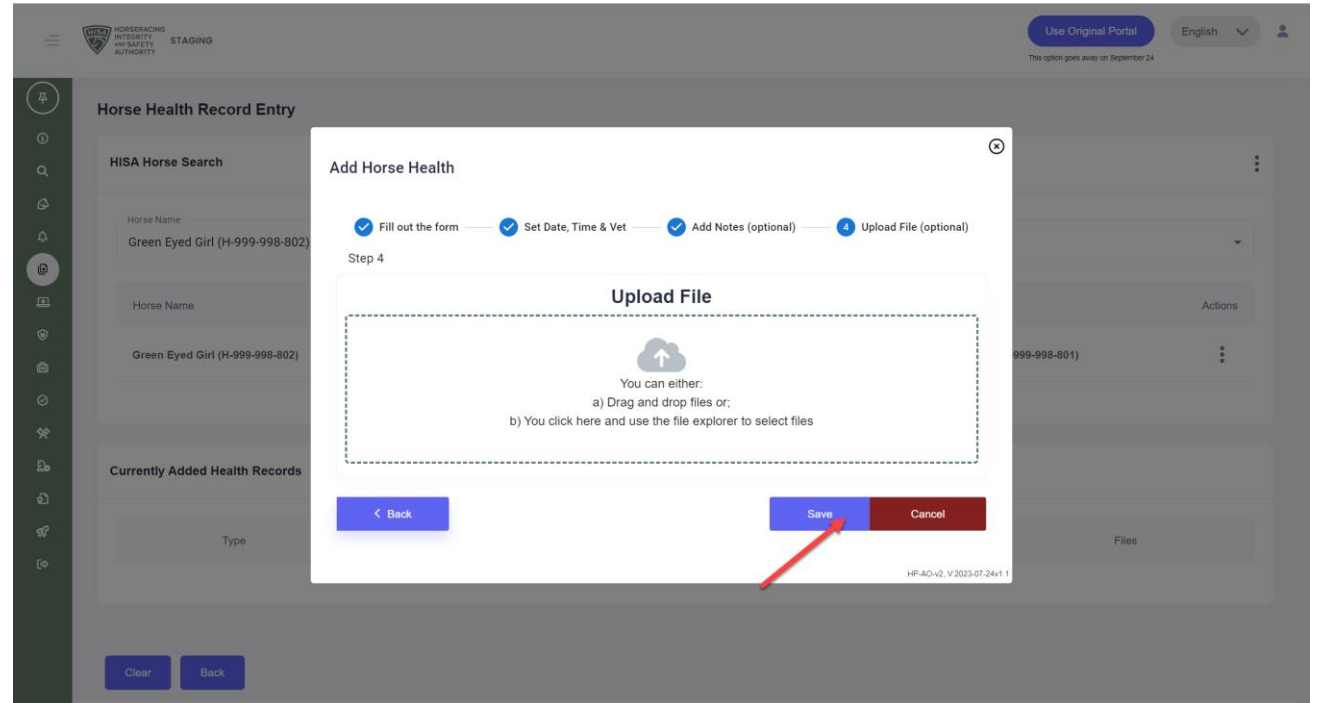 HORSERACING
INTEGRITY
AND SAFETY
AUTHORITY
HISA
STAGING
Use Original Portal
English
This option goes away on September 24
Horse Health Record Entry
HISA Horse Search
Horse Name
Green Eyed Girl (H-999-998-802)
Horse Name
Actions
Green Eyed Girl (H-999-998-802)
999-998-801)
Currently Added Health Records
Type
Files
Clear
Back
Add Horse Health
Fill out the form
Set Date, Time & Vet
Add Notes (optional)
4
Upload File (optional)
Step 4
Upload File
You can either:
a) Drag and drop files or;
b) You click here and use the file explorer to select files
< Back
Save
Cancel
HP-AO-v2, V:2023-07-24v1.1